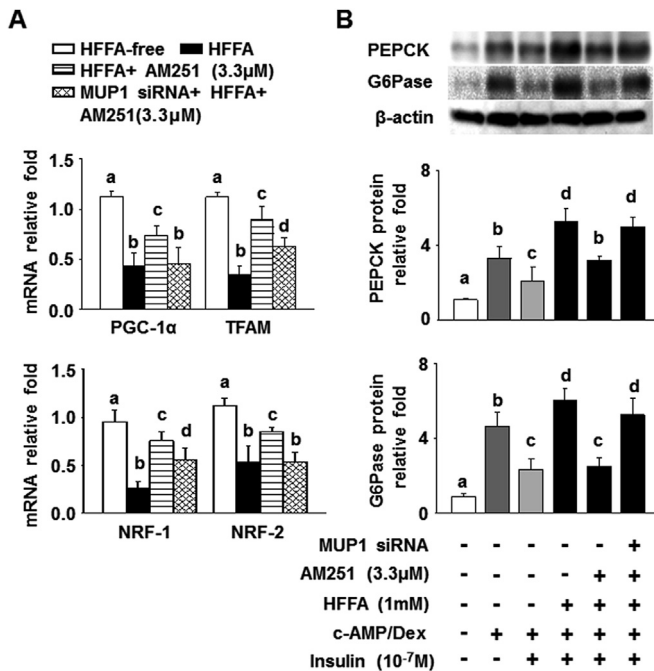 A
HFFA-free HFFA
HFFA+ AM251 (3.3μM)
MUP1 siRNA+ HFFA+
AM251(3.3μM)
mRNA relative fold
1.5
1.0
0.5
0.0
a b c b
a b c d
PGC-1α TFAM
mRNA relative fold
1.5
1.0
0.5
0.0
a b c d
a b c b
NRF-1 NRF-2
B
PEPCK
G6Pase
β-actin
PEPCK protein
relative fold
8
4
0
a b c d b d
G6Pase protein
relative fold
8
4
0
a b c d c d
MUP1 siRNA - - - - - +
AM251 (3.3μM) - - - - + +
HFFA (1mM) - - - + + +
c-AMP/Dex - + + + + +
Insulin (10-7M) - - + + + +